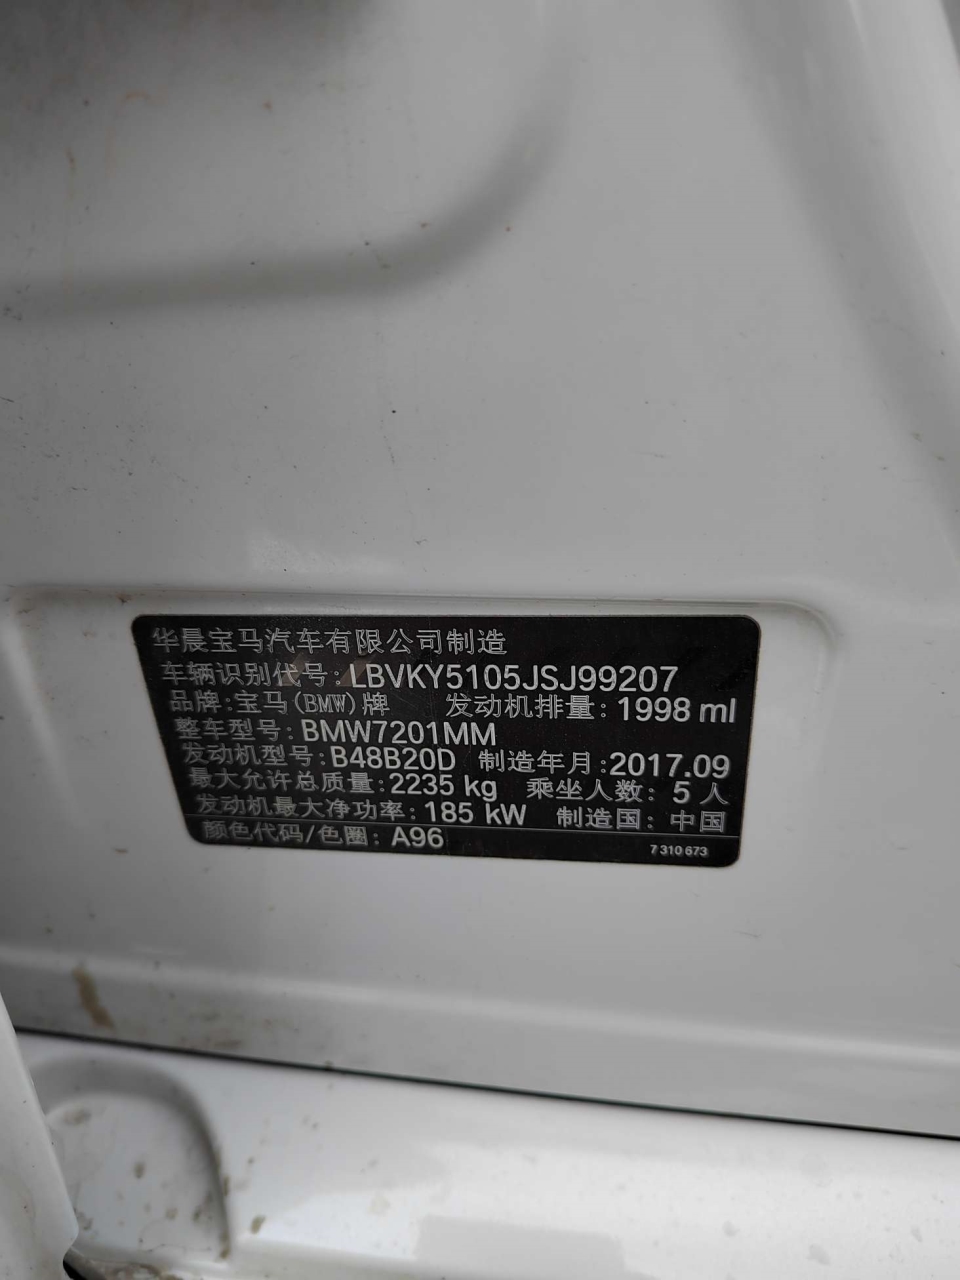 华晨宝马汽车有限公司制造
车辆识别代号:LBVKY5105JSJ99207
品牌:宝马(BMW)牌 发动机排量:1998 ml
整车型号:BMW7201MM
发动机型号:B48B20D 制造年月:2017.09
最大允许总质量:2235 kg 乘坐人数: 5 人
发动机最大净功率:185 kW 制造国: 中国
颜色代码/色圈: A96 7 310 673